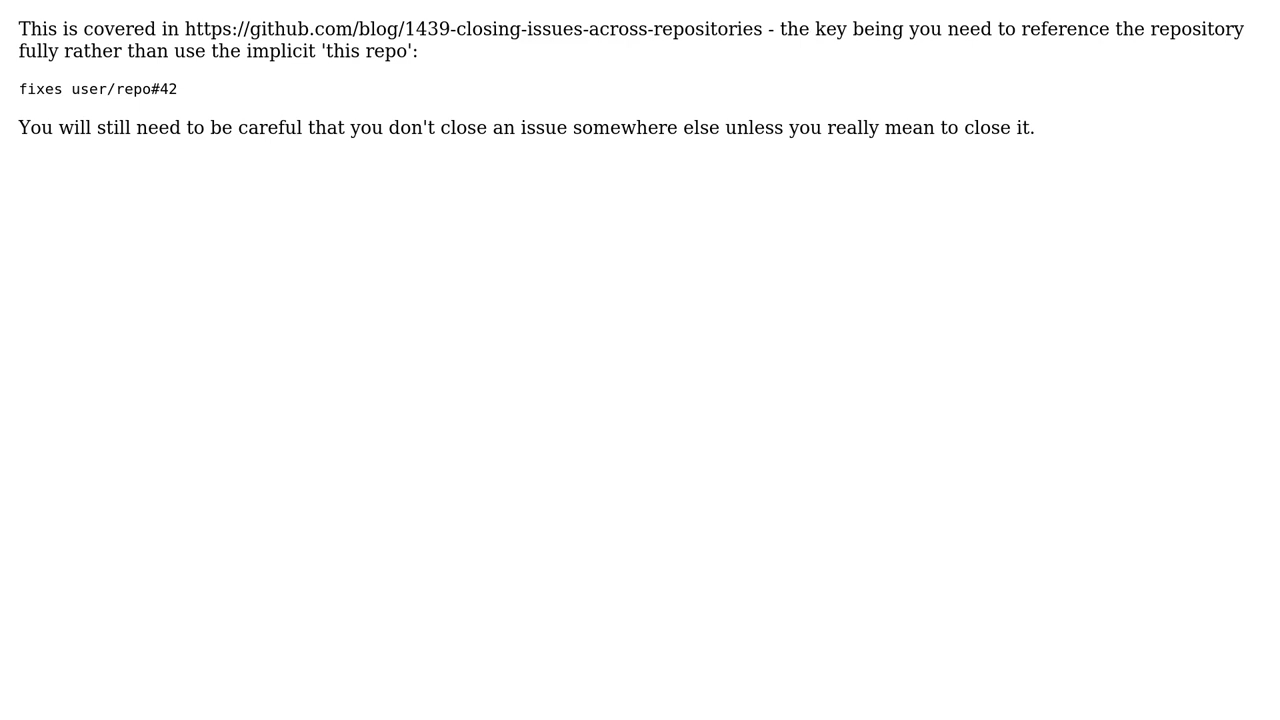 This is covered in https://github.com/blog/1439-closing-issues-across-repositories - the key being you need to reference the repository
fully rather than use the implicit 'this repo':
fixes user/repo#42
You will still need to be careful that you don't close an issue somewhere else unless you really mean to close it.